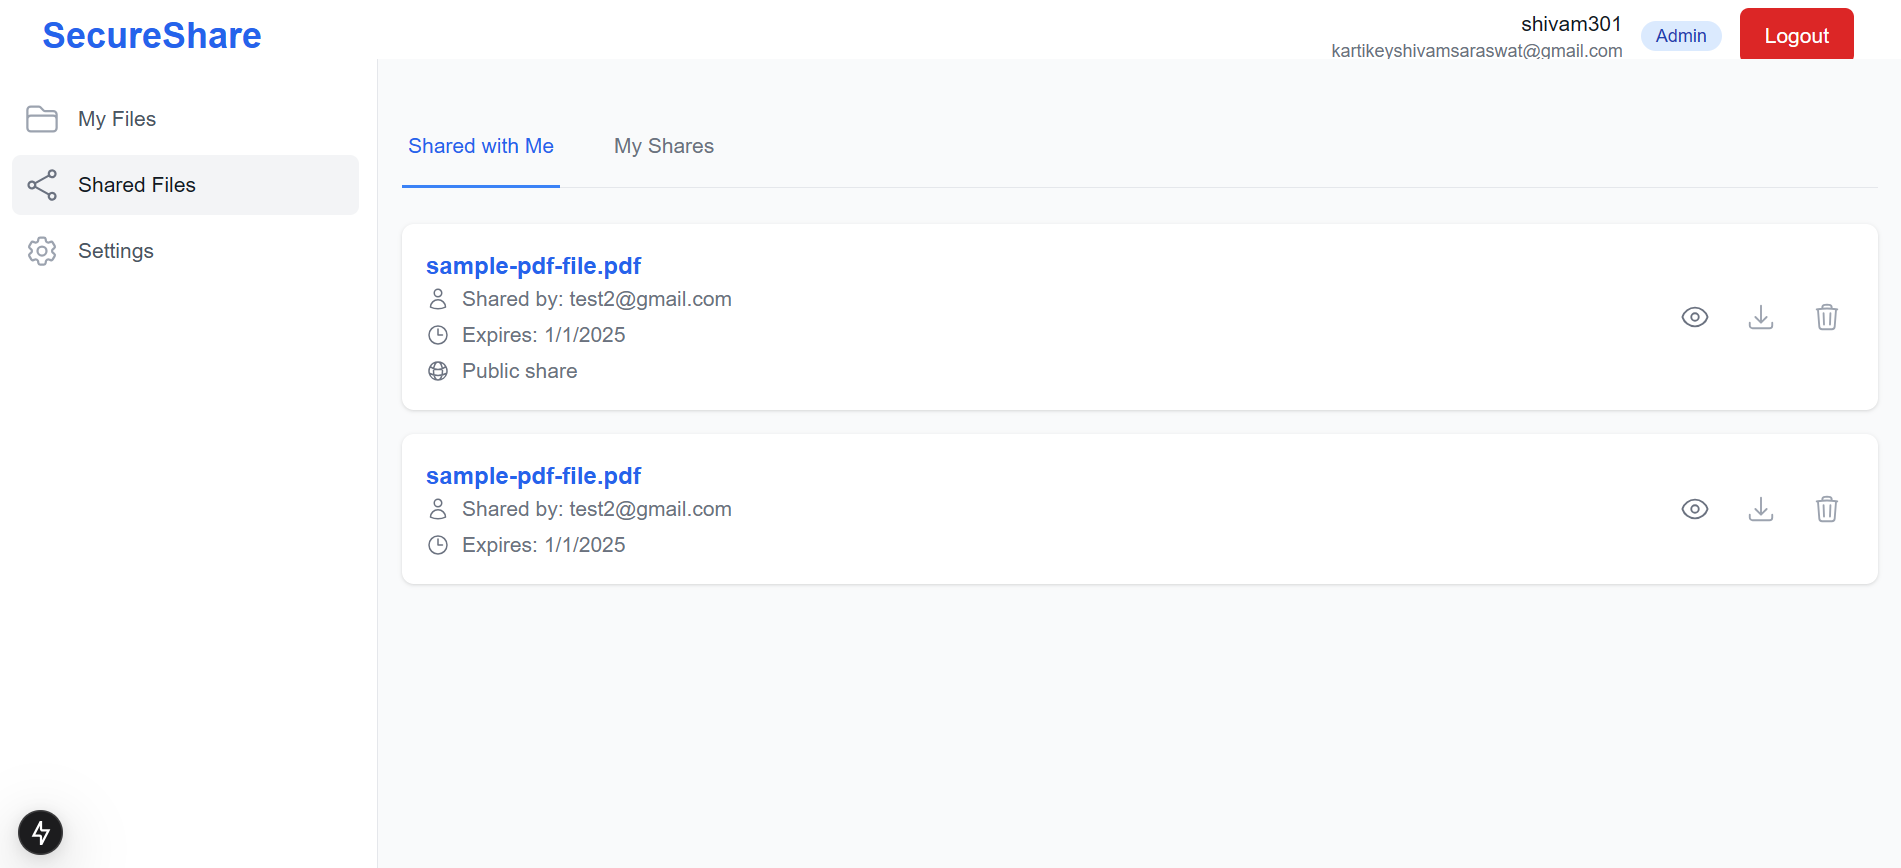 SecureShare
shivam301
kartikeyshivamsaraswat@gmail.com
Admin
Logout
My Files
Shared Files
Settings
Shared with Me
My Shares
sample-pdf-file.pdf
Shared by: test2@gmail.com
Expires: 1/1/2025
Public share
sample-pdf-file.pdf
Shared by: test2@gmail.com
Expires: 1/1/2025